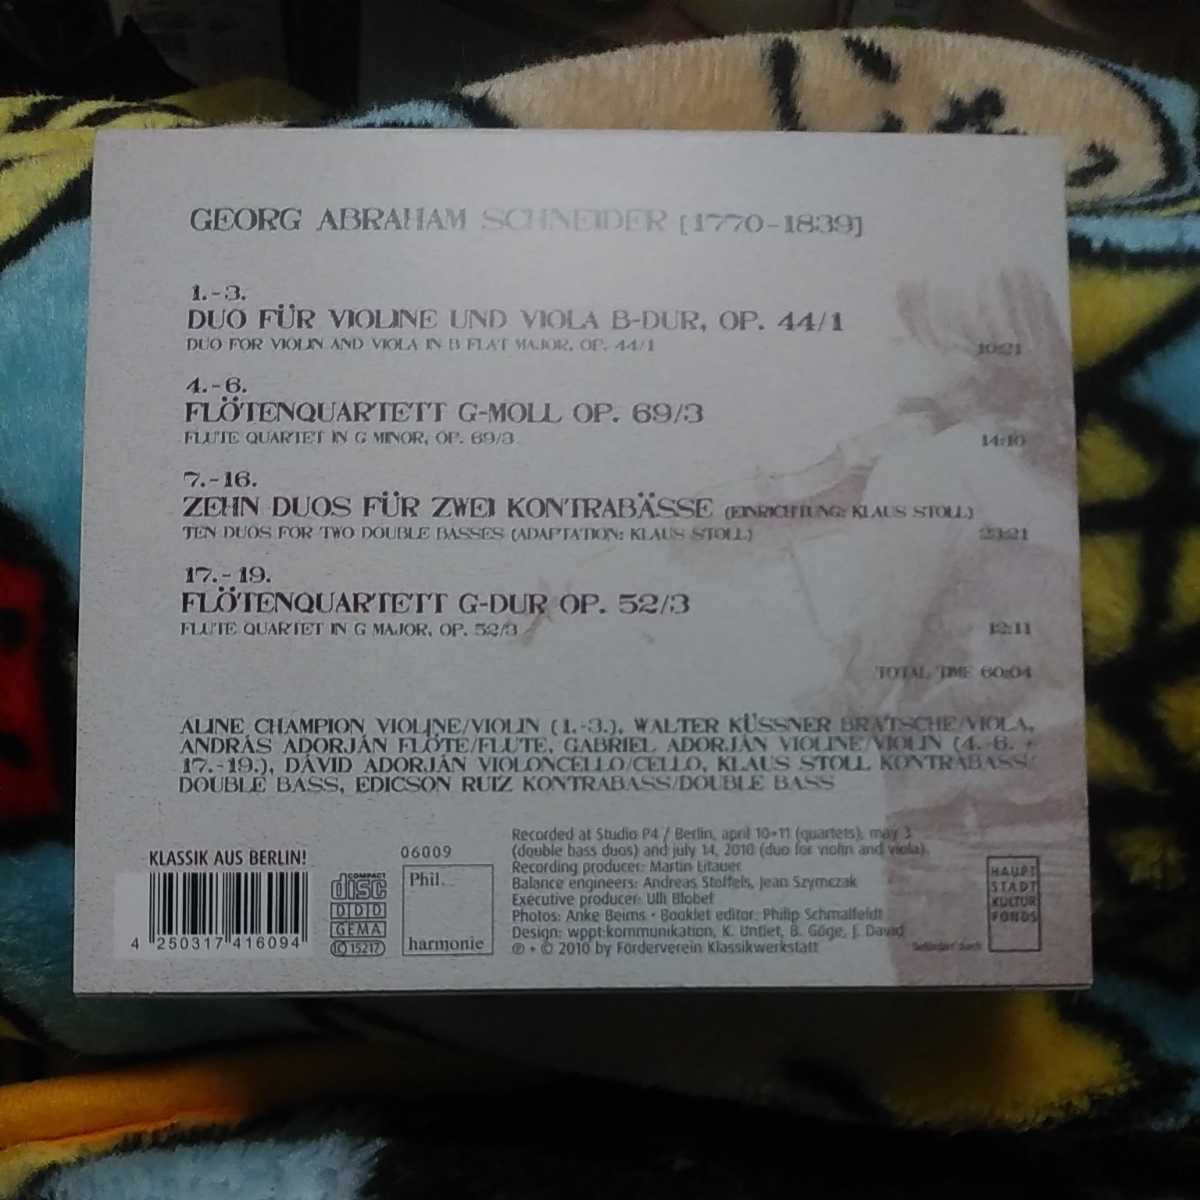 GEORG ABRAHAM SCHNEIDER [1770-1839]
1.-3.
DUO FÜR VIOLINE UND VIOLA B-DUR, OP. 44/1
DUO FOR VIOLIN AND VIOLA IN B FLAT MAJOR, OP. 44/1 10:21
4.-6.
FLÖTENQUARTETT G-MOLL OP. 69/3
FLUTE QUARTET IN G MINOR, OP. 69/3 14:10
7.-16.
ZEHN DUOS FÜR ZWEI KONTRABÄSSE (EINRICHTUNG: KLAUS STOLL)
TEN DUOS FOR TWO DOUBLE BASSES (ADAPTATION: KLAUS STOLL) 23:21
17.-19.
FLÖTENQUARTETT G-DUR OP. 52/3
FLUTE QUARTET IN G MAJOR, OP. 52/3 12:11
TOTAL TIME 60:04
ALINE CHAMPION VIOLINE/VIOLIN (1.-3.), WALTER KÜSSNER BRATSCHE/VIOLA,
ANDRÁS ADORJÁN FLÖTE/FLUTE, GABRIEL ADORJÁN VIOLINE/VIOLIN (4.-6. +
17.-19.), DÁVID ADORJÁN VIOLONCELLO/CELLO, KLAUS STOLL KONTRABASS/
DOUBLE BASS, EDICSON RUIZ KONTRABASS/DOUBLE BASS
Recorded at Studio P4 / Berlin, april 10+11 (quartets), may 3
(double bass duos) and july 14, 2010 (duo for violin and viola).
Recording producer: Martin Litauer
Balance engineers: Andreas Stoffels, Jean Szymczak
Executive producer: Ulli Blobel
Photos: Anke Beims • Booklet editor: Philip Schmalfeldt
Design: wppt:kommunikation, K. Untiet, B. Göge, J. David
℗ + © 2010 by Förderverein Klassikwerkstatt
KLASSIK AUS BERLIN!
4 250317 416094
COMPACT
disc
DDD
GEMA
LC 15217
06009
Phil.
harmonie
Gefördert durch
HAUPT
STADT
KULTUR
FONDS